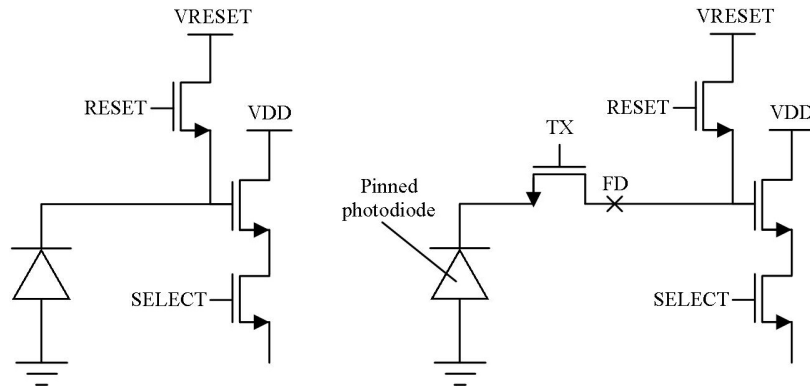 VRESET
RESET
VDD
SELECT
VRESET
RESET
VDD
TX
FD
Pinned
photodiode
SELECT